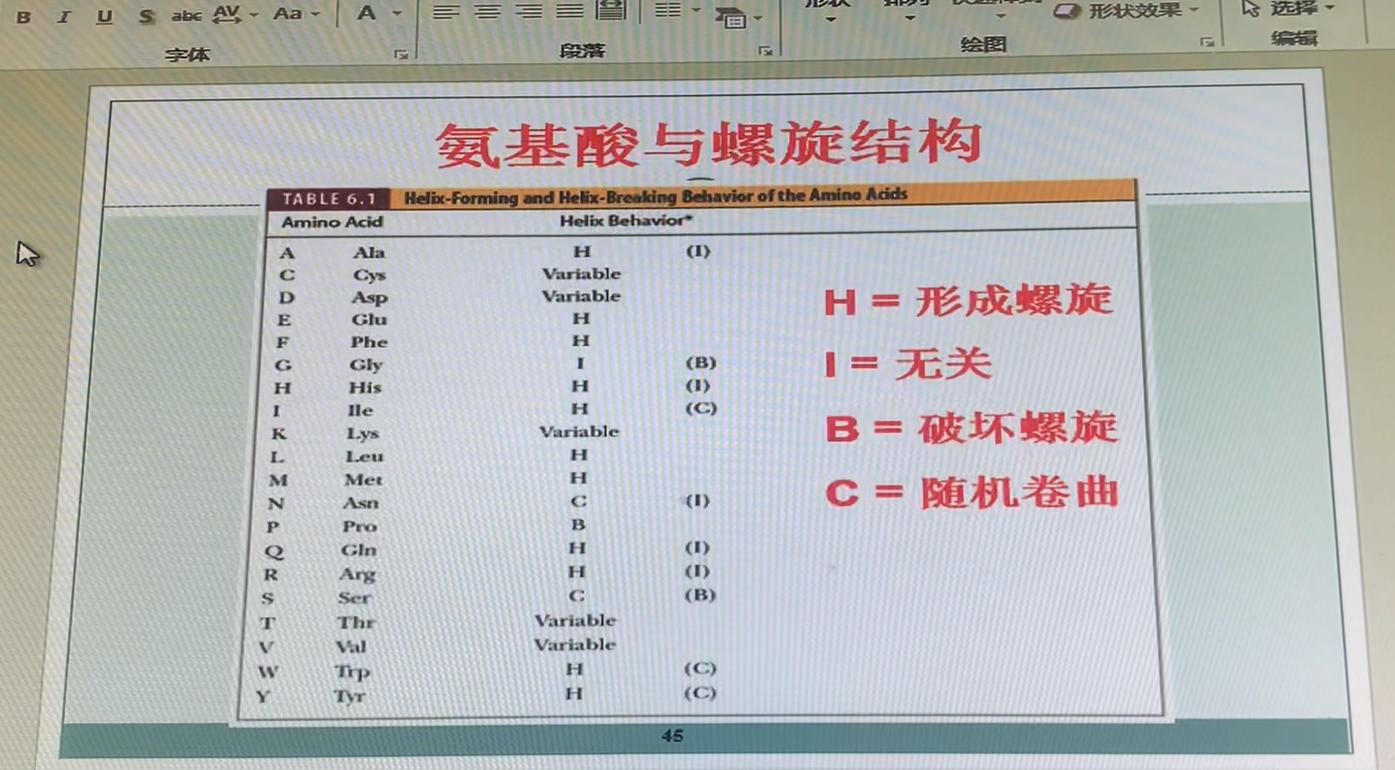 B I U S abc AV Aa A
形状效果 选择
字体 段落 绘图 编辑
氨基酸与螺旋结构
TABLE 6.1 Helix-Forming and Helix-Breaking Behavior of the Amino Acids
Amino Acid Helix Behavior*
A Ala H (I)
C Cys Variable
D Asp Variable
E Glu H
F Phe H
G Gly I (B)
H His H (I)
I Ile H (C)
K Lys Variable
L Leu H
M Met H
N Asn C (I)
P Pro B
Q Gln H (I)
R Arg H (I)
S Ser C (B)
T Thr Variable
V Val Variable
W Trp H (C)
Y Tyr H (C)
H = 形成螺旋
I = 无关
B = 破坏螺旋
C = 随机卷曲
45